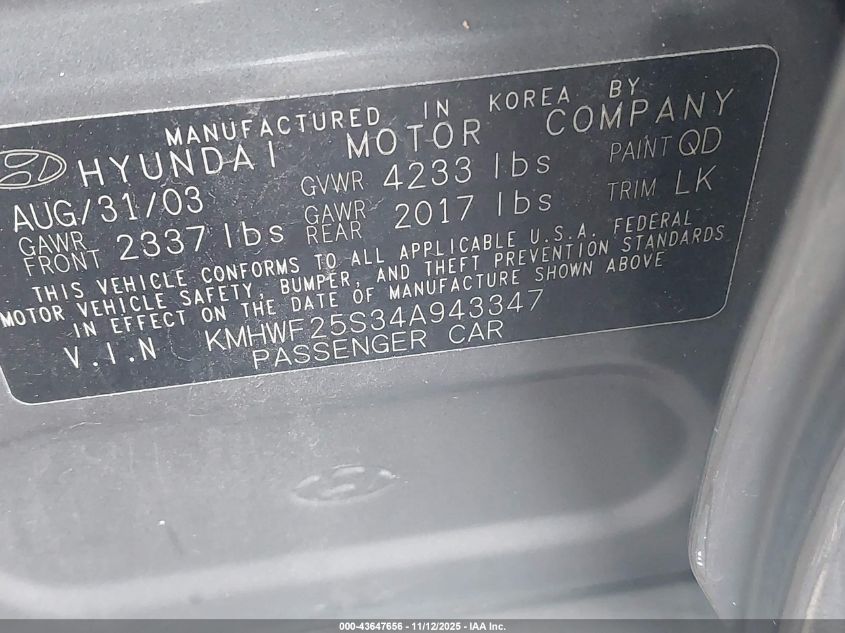 MANUFACTURED IN KOREA BY
HYUNDAI MOTOR COMPANY
AUG/31/03 GVWR 4233 lbs PAINT QD
GAWR FRONT 2337 lbs GAWR REAR 2017 lbs TRIM LK
THIS VEHICLE CONFORMS TO ALL APPLICABLE U.S.A. FEDERAL
MOTOR VEHICLE SAFETY, BUMPER, AND THEFT PREVENTION STANDARDS
IN EFFECT ON THE DATE OF MANUFACTURE SHOWN ABOVE
V.I.N KMHWF25S34A943347
PASSENGER CAR
000-43647656 - 11/12/2025 - IAA Inc.